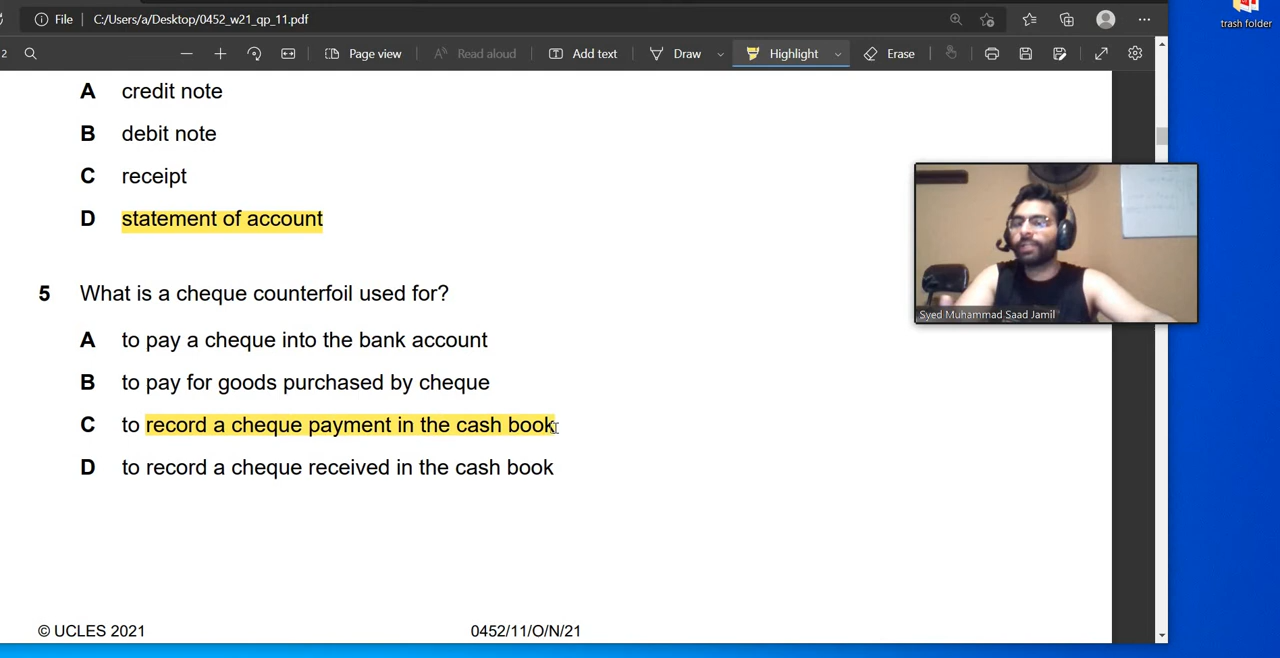 File C:/Users/a/Desktop/0452_w21_qp_11.pdf
trash folder
2 Page view Read aloud Add text Draw Highlight Erase
A credit note
B debit note
C receipt
D statement of account
5 What is a cheque counterfoil used for?
A to pay a cheque into the bank account
B to pay for goods purchased by cheque
C to record a cheque payment in the cash book
D to record a cheque received in the cash book
Syed Muhammad Saad Jamil
© UCLES 2021 0452/11/O/N/21